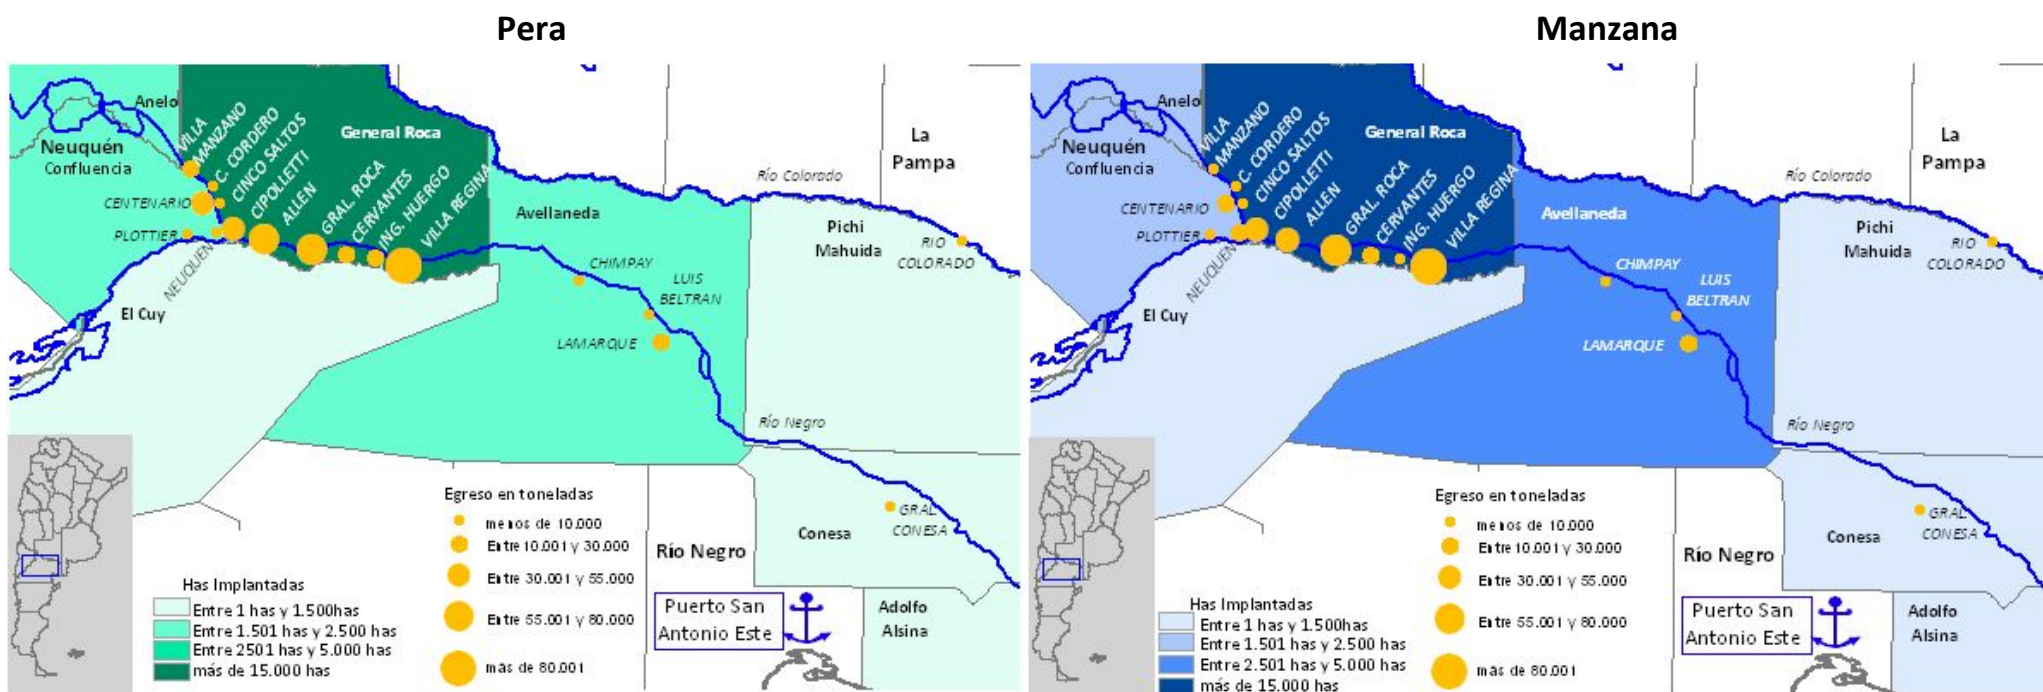 Pera
Anelo
Neuquén
Confluencia
VILLA
MANZANO
C. CORDERO
CINCO SALTOS
CIPOLLETTI
ALLEN
GRAL. ROCA
CERVANTES
ING. HUERGO
VILLA REGINA
General Roca
CENTENARIO
PLOTTIER
NEUQUEN
El Cuy
Avellaneda
CHIMPAY
LUIS
BELTRAN
LAMARQUE
La
Pampa
Río Colorado
Pichi
Mahuida
RIO
COLORADO
Río Negro
GRAL.
CONESA
Conesa
Río Negro
Adolfo
Alsina
Puerto San
Antonio Este
Egreso en toneladas
menos de 10.000
Entre 10.001 y 30.000
Entre 30.001 y 55.000
Entre 55.001 y 80.000
más de 80.001
Has Implantadas
Entre 1 has y 1.500has
Entre 1.501 has y 2.500 has
Entre 2501 has y 5.000 has
más de 15.000 has
Manzana
Anelo
Neuquén
Confluencia
VILLA
MANZANO
C. CORDERO
CINCO SALTOS
CIPOLLETTI
ALLEN
GRAL. ROCA
CERVANTES
ING. HUERGO
VILLA REGINA
General Roca
CENTENARIO
PLOTTIER
NEUQUEN
El Cuy
Avellaneda
CHIMPAY
LUIS
BELTRAN
LAMARQUE
La
Pampa
Río Colorado
Pichi
Mahuida
RIO
COLORADO
Río Negro
GRAL.
CONESA
Conesa
Río Negro
Adolfo
Alsina
Puerto San
Antonio Este
Egreso en toneladas
menos de 10.000
Entre 10.001 y 30.000
Entre 30.001 y 55.000
Entre 55.001 y 80.000
más de 80.001
Has Implantadas
Entre 1 has y 1.500has
Entre 1.501 has y 2.500 has
Entre 2.501 has y 5.000 has
más de 15.000 has